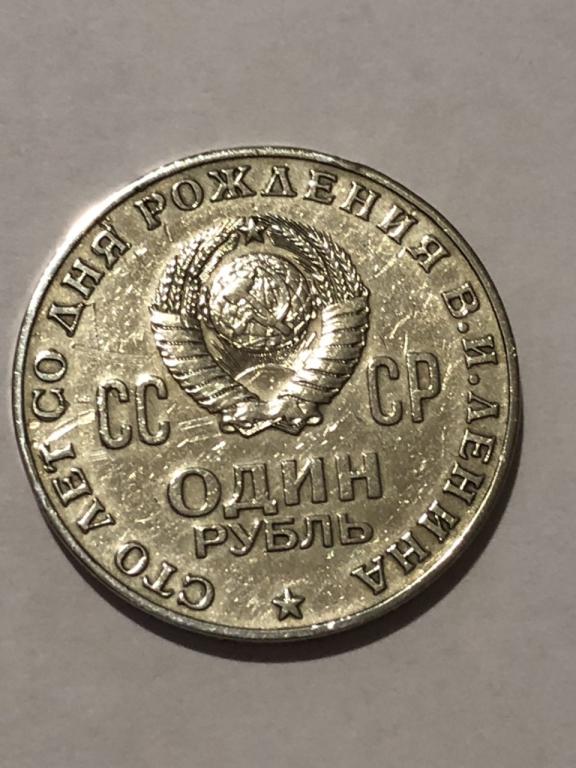 СТО ЛЕТ СО ДНЯ РОЖДЕНИЯ В.И.ЛЕНИНА
СС СР
ОДИН
РУБЛЬ